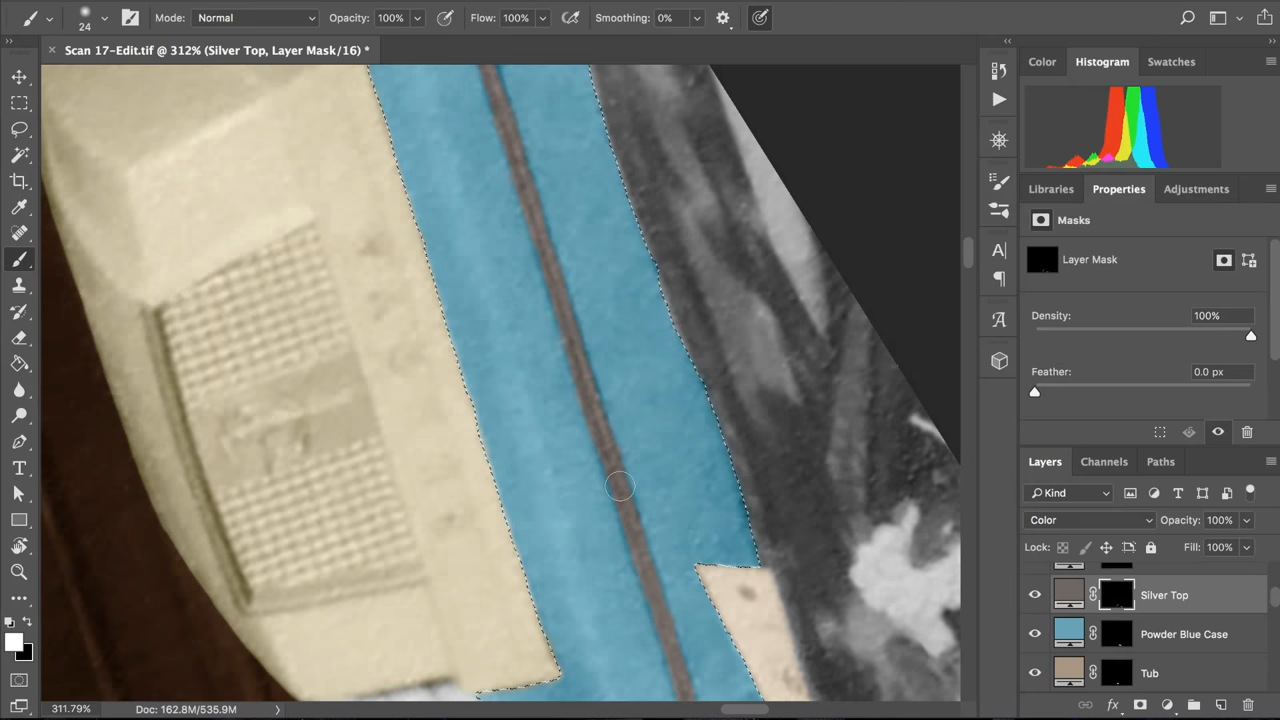 24
Mode: Normal
Opacity: 100%
Flow: 100%
Smoothing: 0%
Scan 17-Edit.tif @ 312% (Silver Top, Layer Mask/16) *
Color
Histogram
Swatches
Libraries
Properties
Adjustments
Masks
Layer Mask
Density: 100%
Feather: 0.0 px
Layers
Channels
Paths
Kind
Color
Opacity: 100%
Lock:
Fill: 100%
Silver Top
Powder Blue Case
Tub
311.79%
Doc: 162.8M/535.9M